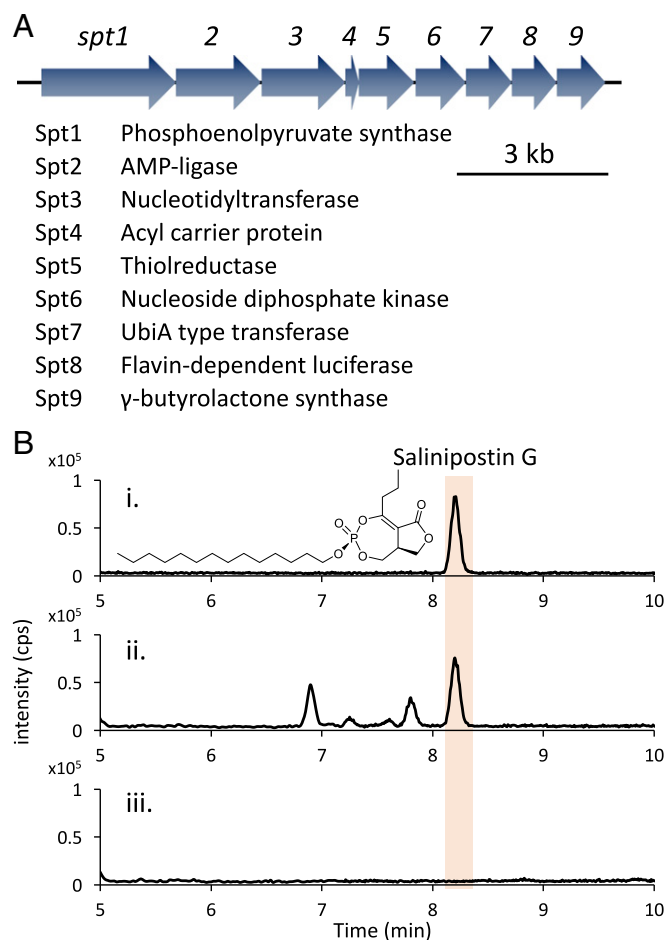 A
spt1 2 3 4 5 6 7 8 9
Spt1 Phosphoenolpyruvate synthase
3 kb
Spt2 AMP-ligase
Spt3 Nucleotidyltransferase
Spt4 Acyl carrier protein
Spt5 Thiolreductase
Spt6 Nucleoside diphosphate kinase
Spt7 UbiA type transferase
Spt8 Flavin-dependent luciferase
Spt9 γ-butyrolactone synthase
B
x10⁵
Salinipostin G
1
i.
0.5
0
O
O
O
P
O
O
O
5 6 7 8 9 10
x10⁵
1
ii.
0.5
0
5 6 7 8 9 10
intensity (cps)
x10⁵
1
iii.
0.5
0
5 6 7 8 9 10
Time (min)